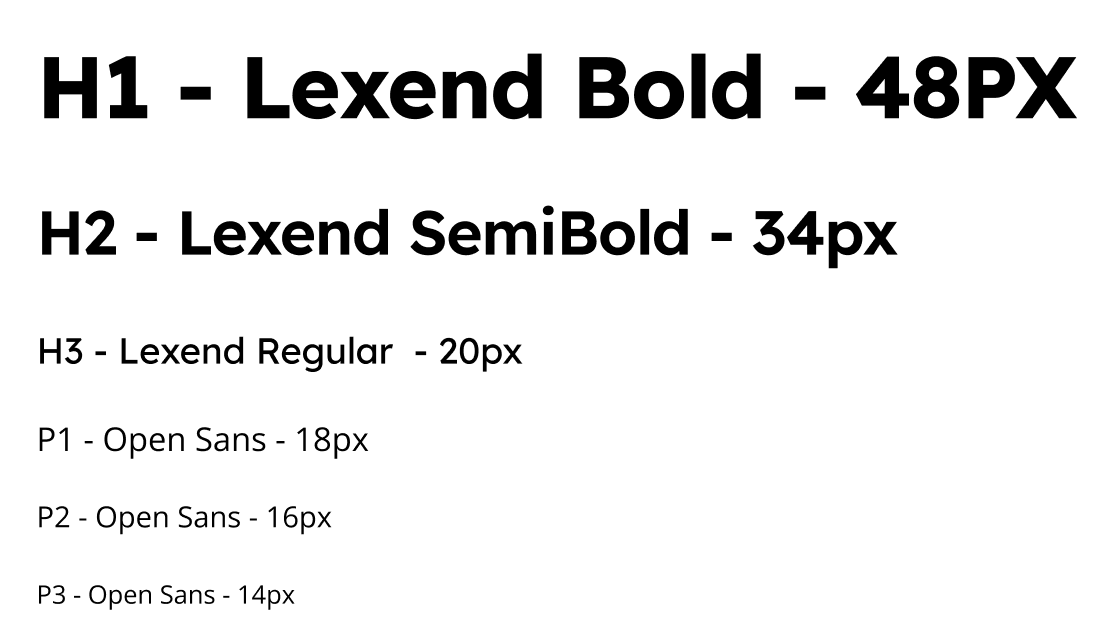 H1 - Lexend Bold - 48PX
H2 - Lexend SemiBold - 34px
H3 - Lexend Regular  - 20px
P1 - Open Sans - 18px
P2 - Open Sans - 16px
P3 - Open Sans - 14px